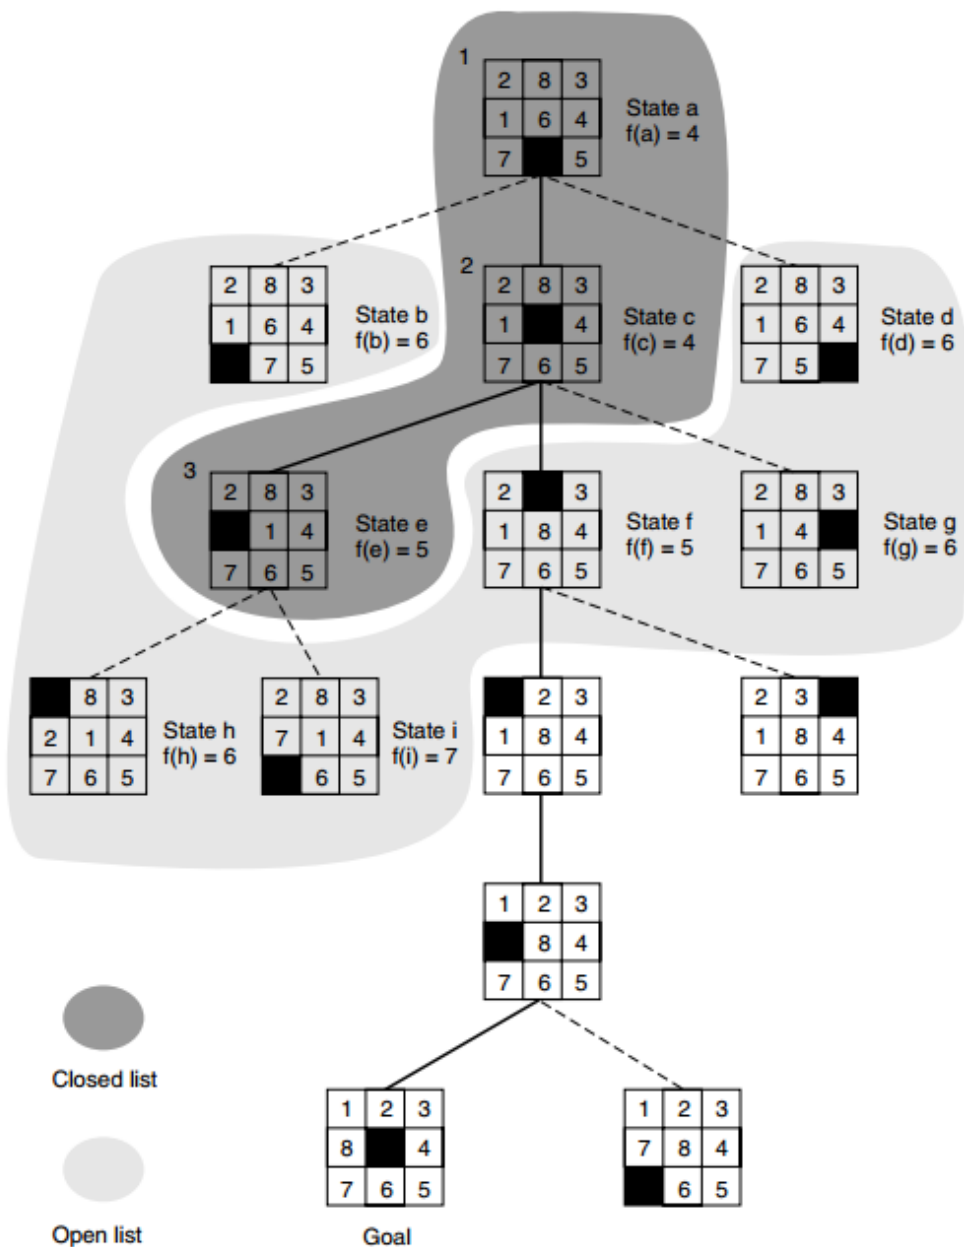 1
2 8 3
1 6 4
7 5
State a
f(a) = 4
2 8 3
1 6 4
7 5
State b
f(b) = 6
2
2 8 3
1 4
7 6 5
State c
f(c) = 4
2 8 3
1 6 4
7 5
State d
f(d) = 6
3
2 8 3
1 4
7 6 5
State e
f(e) = 5
2 3
1 8 4
7 6 5
State f
f(f) = 5
2 8 3
1 4
7 6 5
State g
f(g) = 6
8 3
2 1 4
7 6 5
State h
f(h) = 6
2 8 3
7 1 4
6 5
State i
f(i) = 7
2 3
1 8 4
7 6 5
2 3
1 8 4
7 6 5
1 2 3
8 4
7 6 5
Closed list
1 2 3
8 4
7 6 5
Goal
1 2 3
7 8 4
6 5
Open list